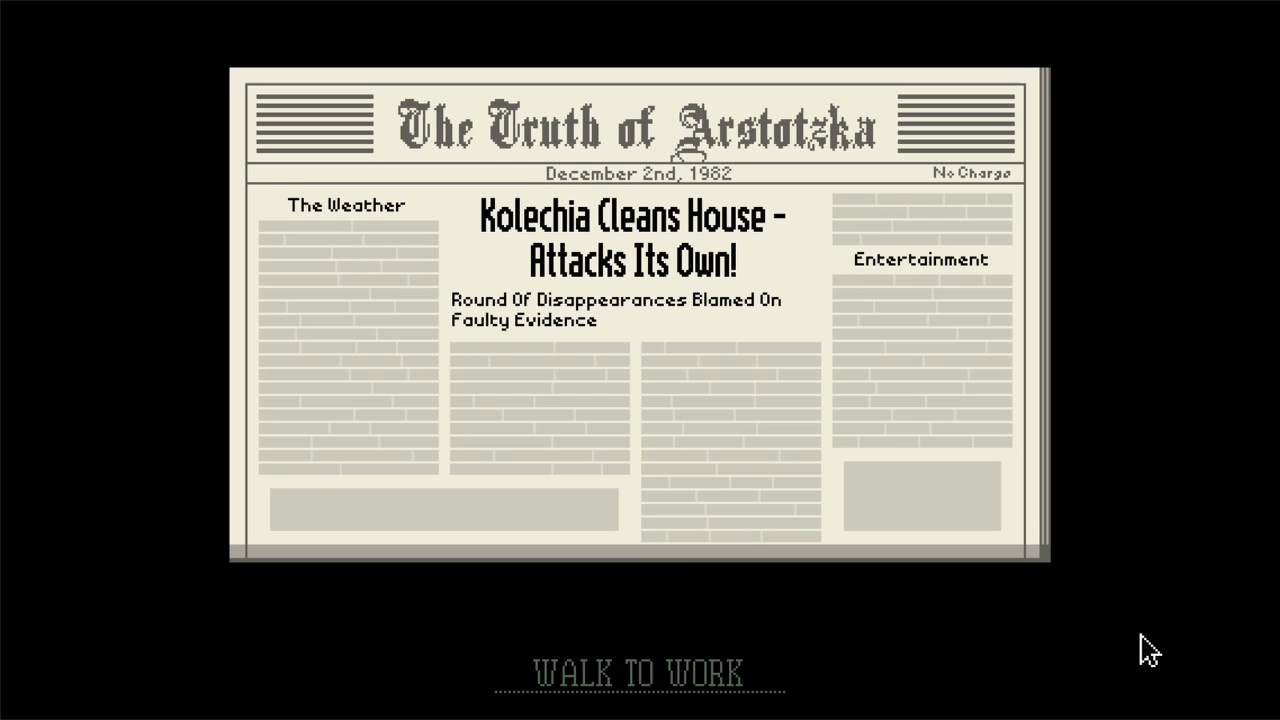 The Truth of Arstotzka
December 2nd, 1982
No Charge
The Weather
Kolechia Cleans House -
Attacks Its Own!
Round Of Disappearances Blamed On
Faulty Evidence
Entertainment
WALK TO WORK